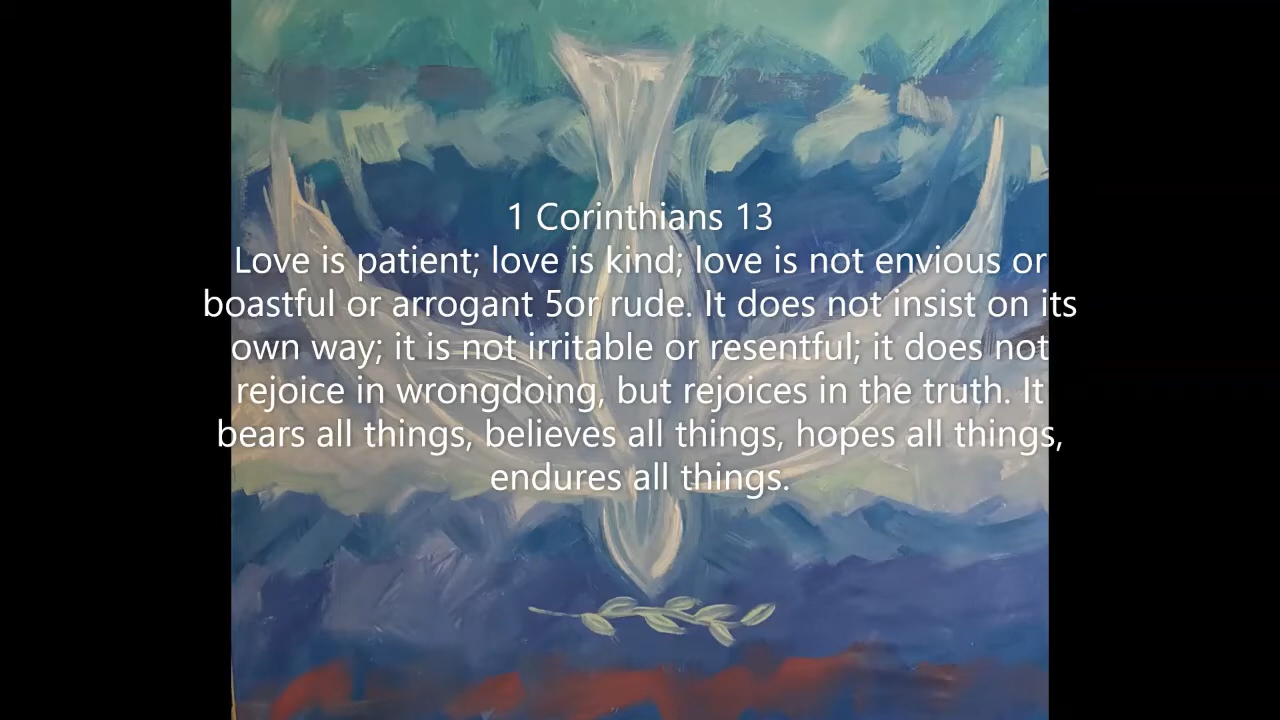 1 Corinthians 13
Love is patient; love is kind; love is not envious or
boastful or arrogant 5or rude. It does not insist on its
own way; it is not irritable or resentful; it does not
rejoice in wrongdoing, but rejoices in the truth. It
bears all things, believes all things, hopes all things,
endures all things.